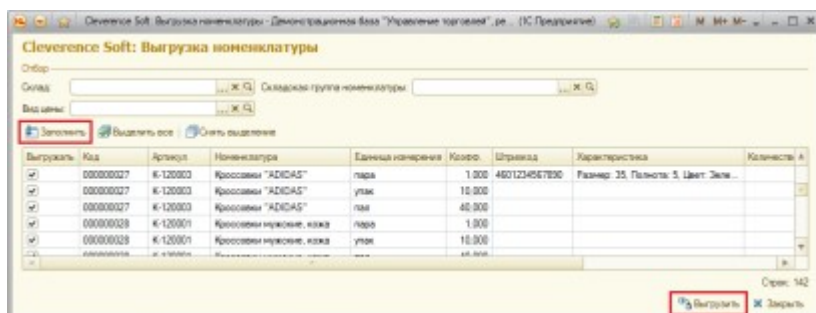 Cleverence Soft: Выгрузка номенклатуры - Демонстрационная база "Управление торговлей", ре... (1С:Предприятие) M M+ M-
Cleverence Soft: Выгрузка номенклатуры
Отбор
Склад: ... Складская группа номенклатуры: ...
Вид цены: ...
Заполнить Выделить все Снять выделение
Выгружать Код Артикул Номенклатура Единица измерения Коэфф. Штрихкод Характеристика Количеств
000000027 К-120003 Кроссовки "ADIDAS" пара 1,000 4601234567890 Размер: 35, Полнота: 5, Цвет: Зеле...
000000027 К-120003 Кроссовки "ADIDAS" упак 10,000
000000027 К-120003 Кроссовки "ADIDAS" 40,000
000000028 К-120001 Кроссовки мужские, кожа пара 1,000
000000028 К-120001 Кроссовки мужские, кожа упак 10,000
Строк: 142
Выгрузить Закрыть